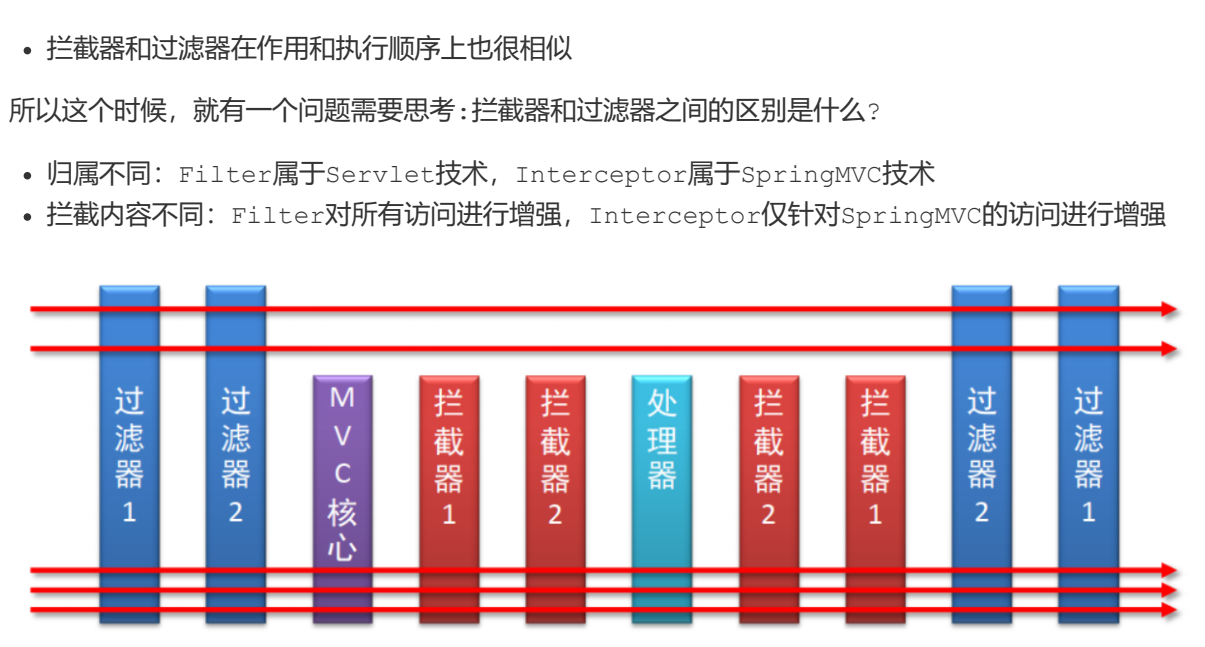 拦截器和过滤器在作用和执行顺序上也很相似
所以这个时候，就有一个问题需要思考:拦截器和过滤器之间的区别是什么?
归属不同：Filter属于Servlet技术，Interceptor属于SpringMVC技术
拦截内容不同：Filter对所有访问进行增强，Interceptor仅针对SpringMVC的访问进行增强
过滤器1
过滤器2
MVC核心
拦截器1
拦截器2
处理器
拦截器2
拦截器1
过滤器2
过滤器1